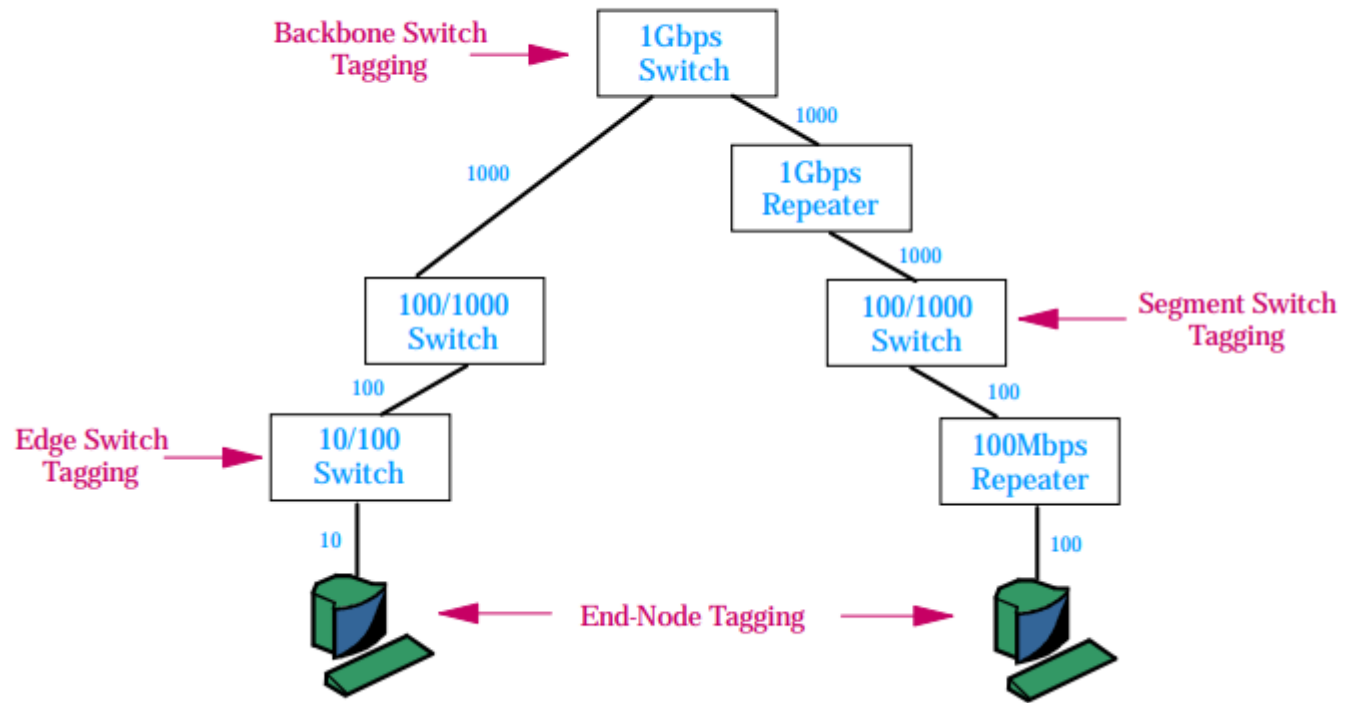 Backbone Switch
Tagging
1Gbps
Switch
1000
1000
1Gbps
Repeater
1000
100/1000
Switch
100/1000
Switch
Segment Switch
Tagging
100
100
Edge Switch
Tagging
10/100
Switch
100Mbps
Repeater
10
100
End-Node Tagging